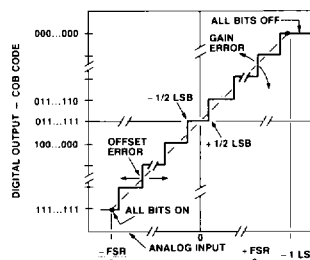 ALL BITS OFF
000...000
GAIN
ERROR
DIGITAL OUTPUT – COB CODE
– 1/2 LSB
011...110
011...111
+ 1/2 LSB
100...000
OFFSET
ERROR
111...111
ALL BITS ON
ANALOG INPUT
– FSR
0
+ FSR
– 1 LS